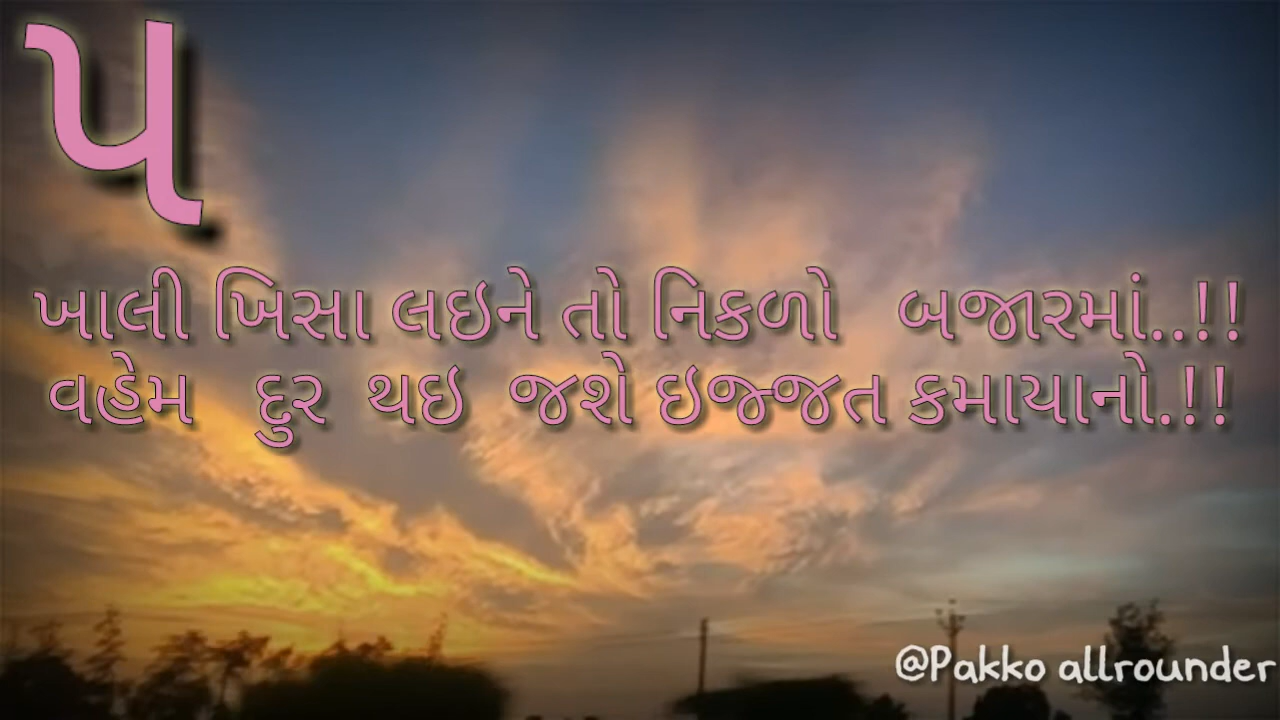 પ
ખાલી ખિસા લઇને તો નિકળો બજારમાં..!!
વહેમ દુર થઇ જશે ઇજ્જત કમાયાનો.!!
@Pakko allrounder